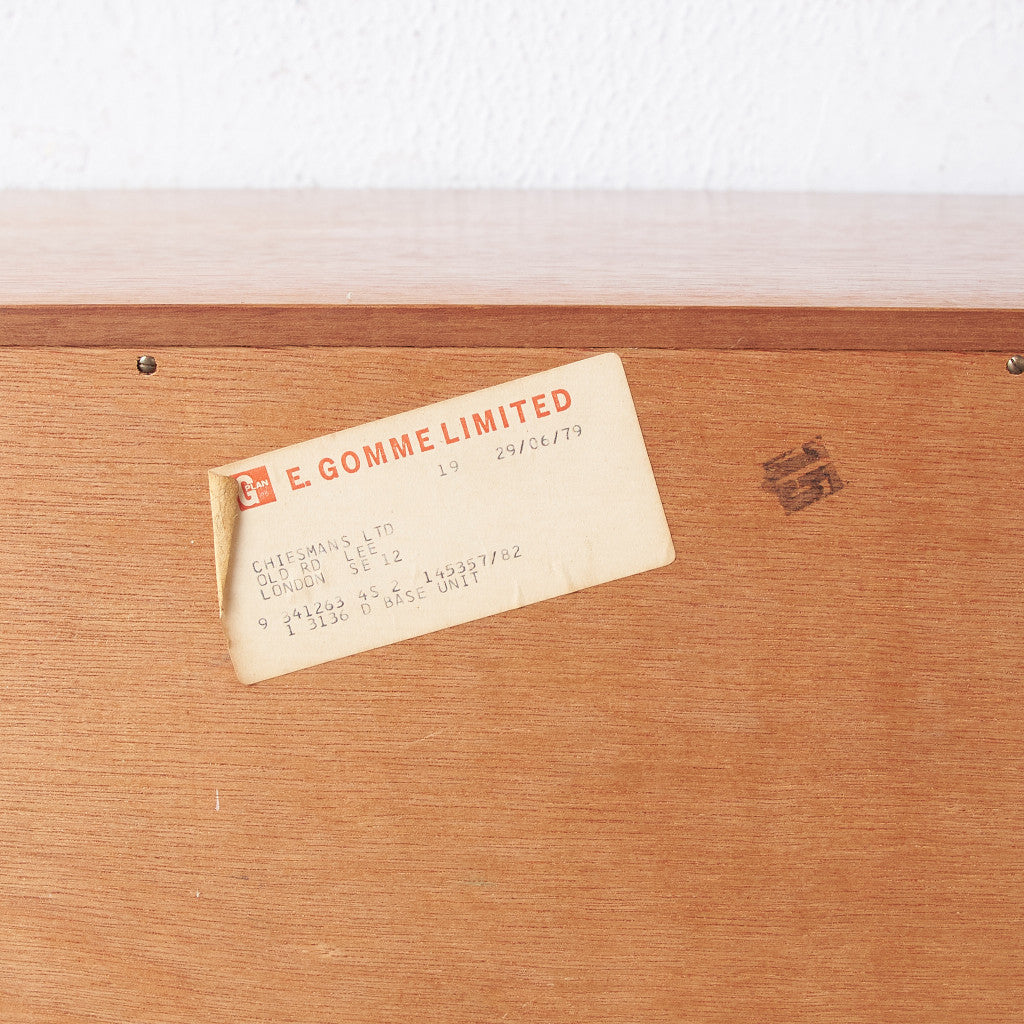 G PLAN
E. GOMME LIMITED
19 29/06/79
CHIESMANS LTD
OLD RD LEE
LONDON SE 12
9 341263 4S 2 145357/82
1 3136 D BASE UNIT